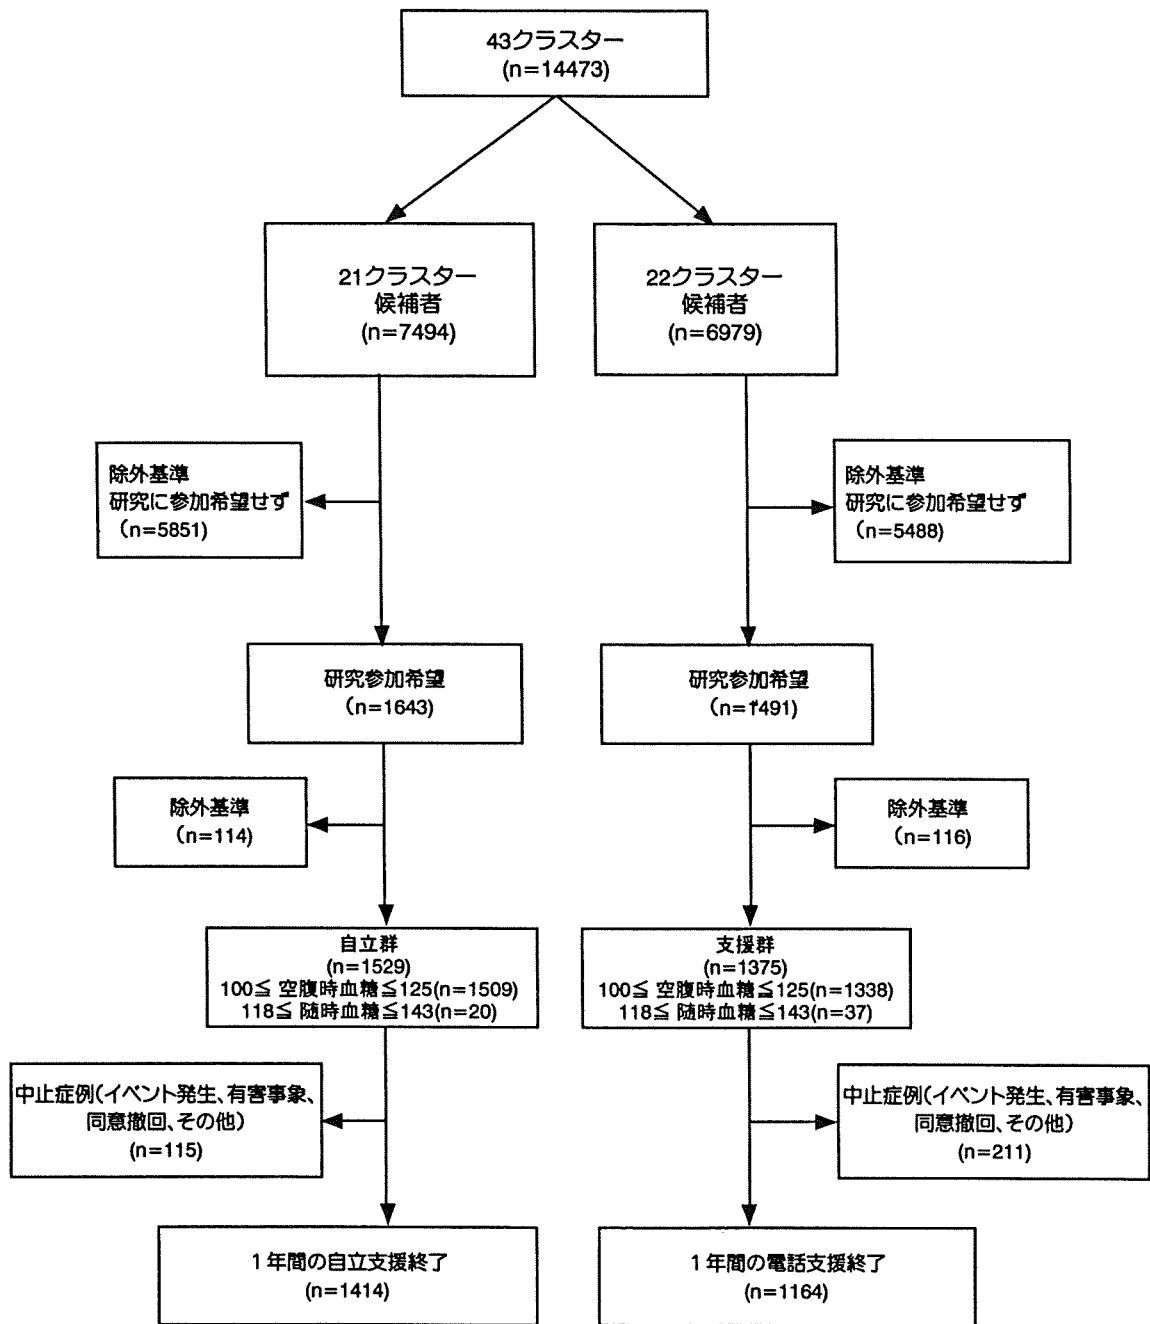 43クラスター
(n=14473)
21クラスター
候補者
(n=7494)
22クラスター
候補者
(n=6979)
除外基準
研究に参加希望せず
(n=5851)
除外基準
研究に参加希望せず
(n=5488)
研究参加希望
(n=1643)
研究参加希望
(n=1491)
除外基準
(n=114)
除外基準
(n=116)
自立群
(n=1529)
100≦ 空腹時血糖≦125(n=1509)
118≦ 随時血糖≦143(n=20)
支援群
(n=1375)
100≦ 空腹時血糖≦125(n=1338)
118≦ 随時血糖≦143(n=37)
中止症例(イベント発生、有害事象、
同意撤回、その他)
(n=115)
中止症例(イベント発生、有害事象、
同意撤回、その他)
(n=211)
1年間の自立支援終了
(n=1414)
1年間の電話支援終了
(n=1164)